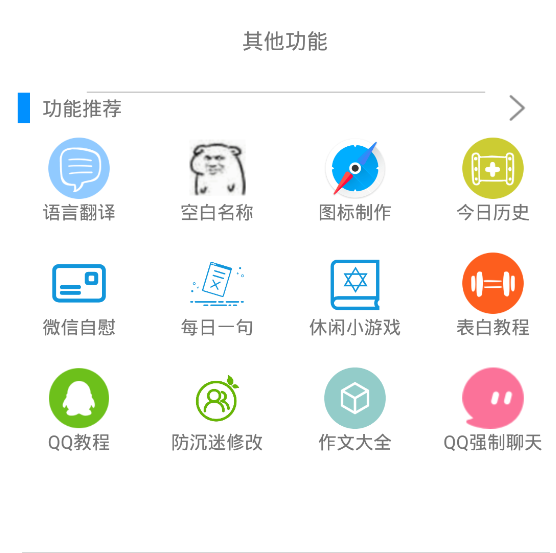 其他功能
功能推荐
语言翻译 空白名称 图标制作 今日历史
微信自慰 每日一句 休闲小游戏 表白教程
QQ教程 防沉迷修改 作文大全 QQ强制聊天